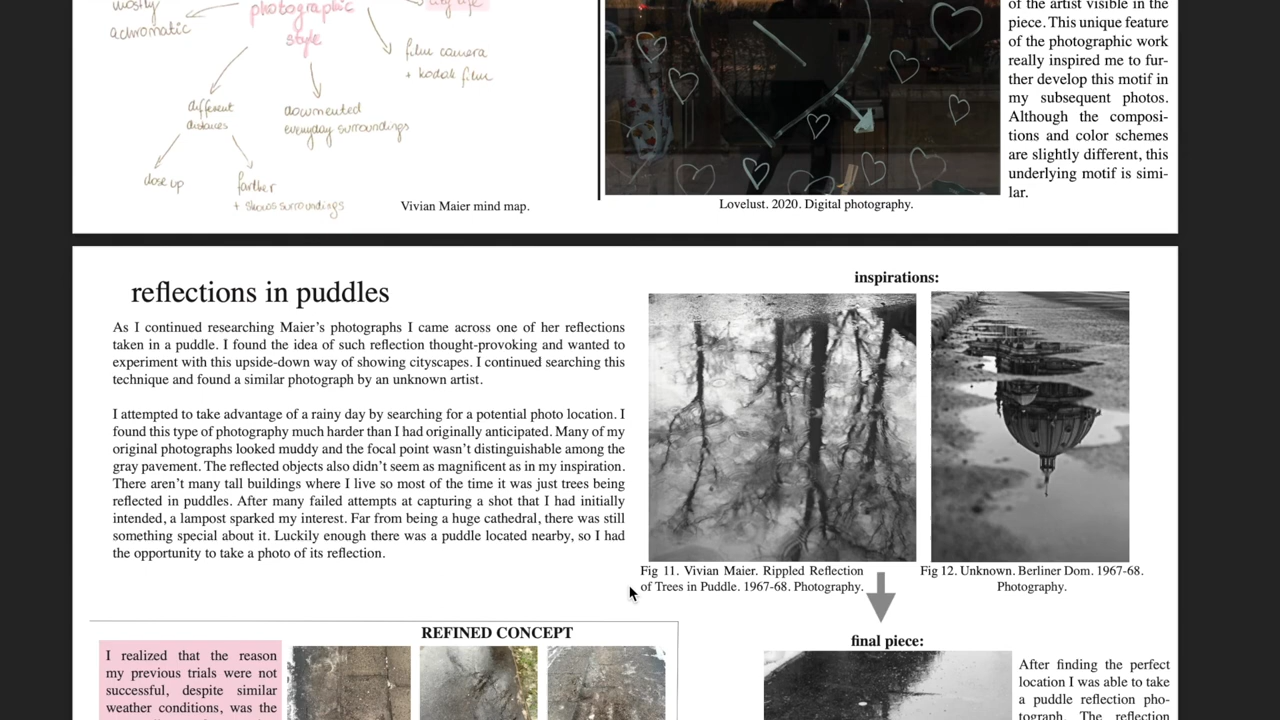 mostly
achromatic
photographic
style
city life
film camera
+ kodak film
different
distances
documented
everyday surroundings
close up
farther
+ shows surroundings
Vivian Maier mind map.
Lovelust. 2020. Digital photography.
of the artist visible in the
piece. This unique feature
of the photographic work
really inspired me to fur-
ther develop this motif in
my subsequent photos.
Although the composi-
tions and color schemes
are slightly different, this
underlying motif is simi-
lar.
reflections in puddles
As I continued researching Maier's photographs I came across one of her reflections
taken in a puddle. I found the idea of such reflection thought-provoking and wanted to
experiment with this upside-down way of showing cityscapes. I continued searching this
technique and found a similar photograph by an unknown artist.
I attempted to take advantage of a rainy day by searching for a potential photo location. I
found this type of photography much harder than I had originally anticipated. Many of my
original photographs looked muddy and the focal point wasn't distinguishable among the
gray pavement. The reflected objects also didn't seem as magnificent as in my inspiration.
There aren't many tall buildings where I live so most of the time it was just trees being
reflected in puddles. After many failed attempts at capturing a shot that I had initially
intended, a lampost sparked my interest. Far from being a huge cathedral, there was still
something special about it. Luckily enough there was a puddle located nearby, so I had
the opportunity to take a photo of its reflection.
inspirations:
Fig 11. Vivian Maier. Rippled Reflection
of Trees in Puddle. 1967-68. Photography.
Fig 12. Unknown. Berliner Dom. 1967-68.
Photography.
REFINED CONCEPT
I realized that the reason
my previous trials were not
successful, despite similar
weather conditions, was the
final piece:
After finding the perfect
location I was able to take
a puddle reflection pho-
tograph. The reflection